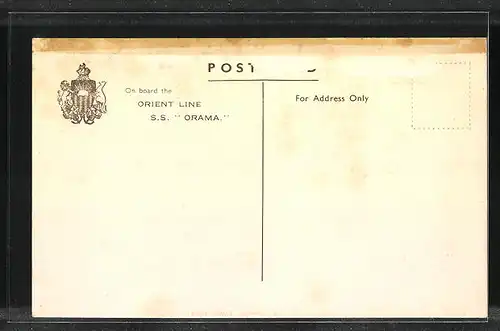 POST
On board the
ORIENT LINE
S.S. "ORAMA."
For Address Only